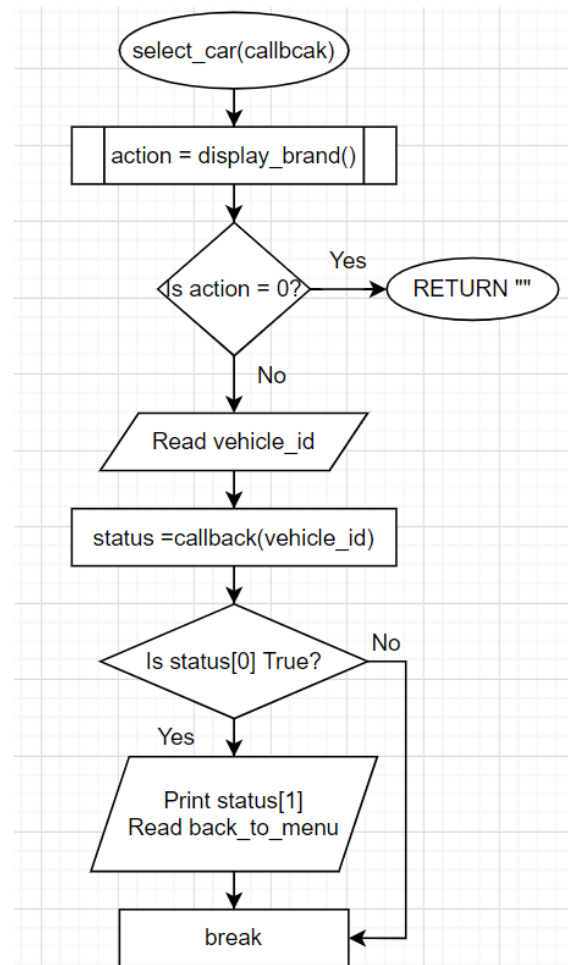 select_car(callbcak)
action = display_brand()
Is action = 0?
Yes
RETURN ""
No
Read vehicle_id
status =callback(vehicle_id)
Is status[0] True?
No
Yes
Print status[1]
Read back_to_menu
break